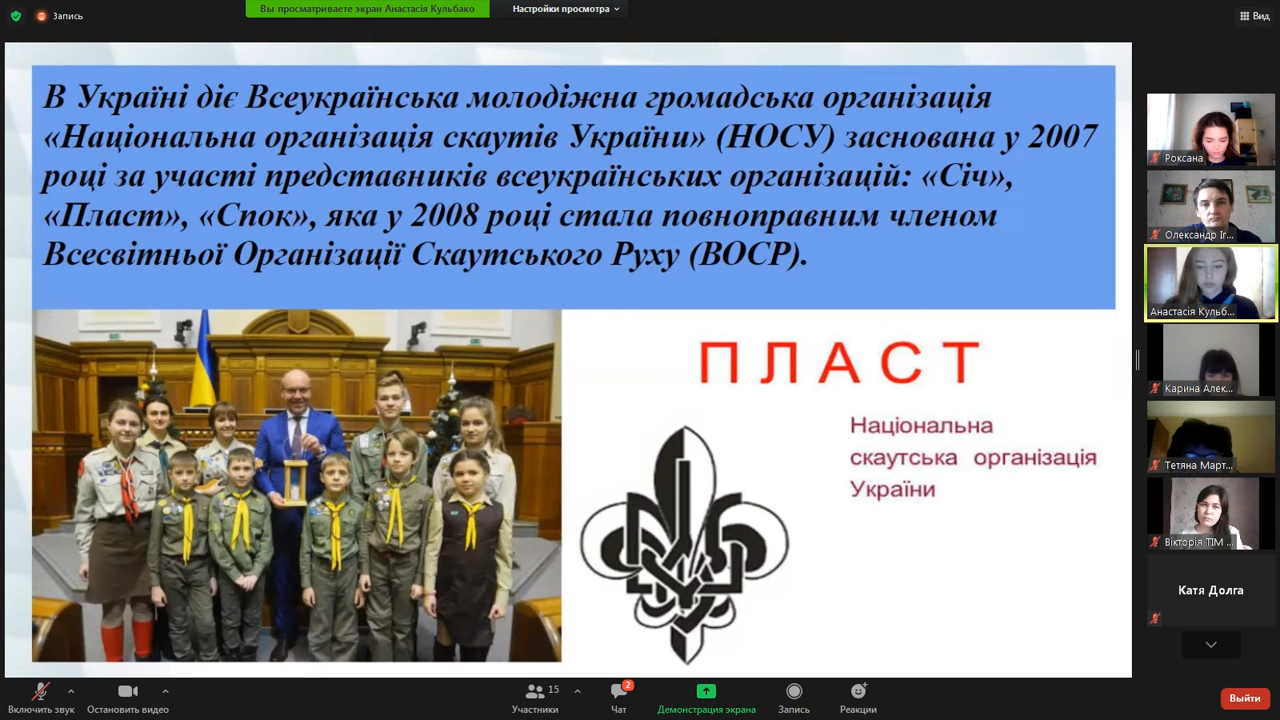 Запись
Вы просматриваете экран Анастасія Кульбако
Настройки просмотра
Вид
В Україні діє Всеукраїнська молодіжна громадська організація
«Національна організація скаутів України» (НОСУ) заснована у 2007
році за участі представників всеукраїнських організацій: «Січ»,
«Пласт», «Спок», яка у 2008 році стала повноправним членом
Всесвітньої Організації Скаутського Руху (ВОСР).
ПЛАСТ
Національна
скаутська організація
України
Роксана
Олександр Іг...
Анастасія Кульб...
Карина Алек...
Тетяна Март...
Вікторія ТІМ ...
Катя Долга
Включить звук
Остановить видео
15
Участники
2
Чат
Демонстрация экрана
Запись
Реакции
Выйти